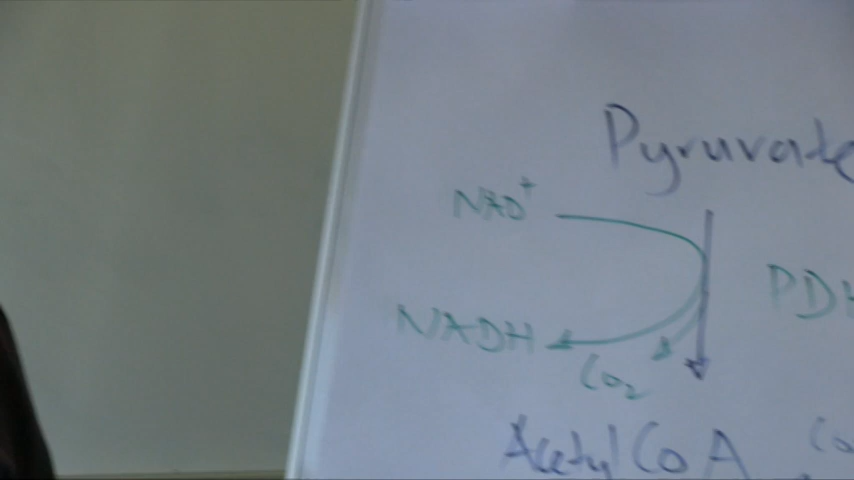 Pyruvate
NAD+
PDH
NADH
CO2
Acetyl CoA